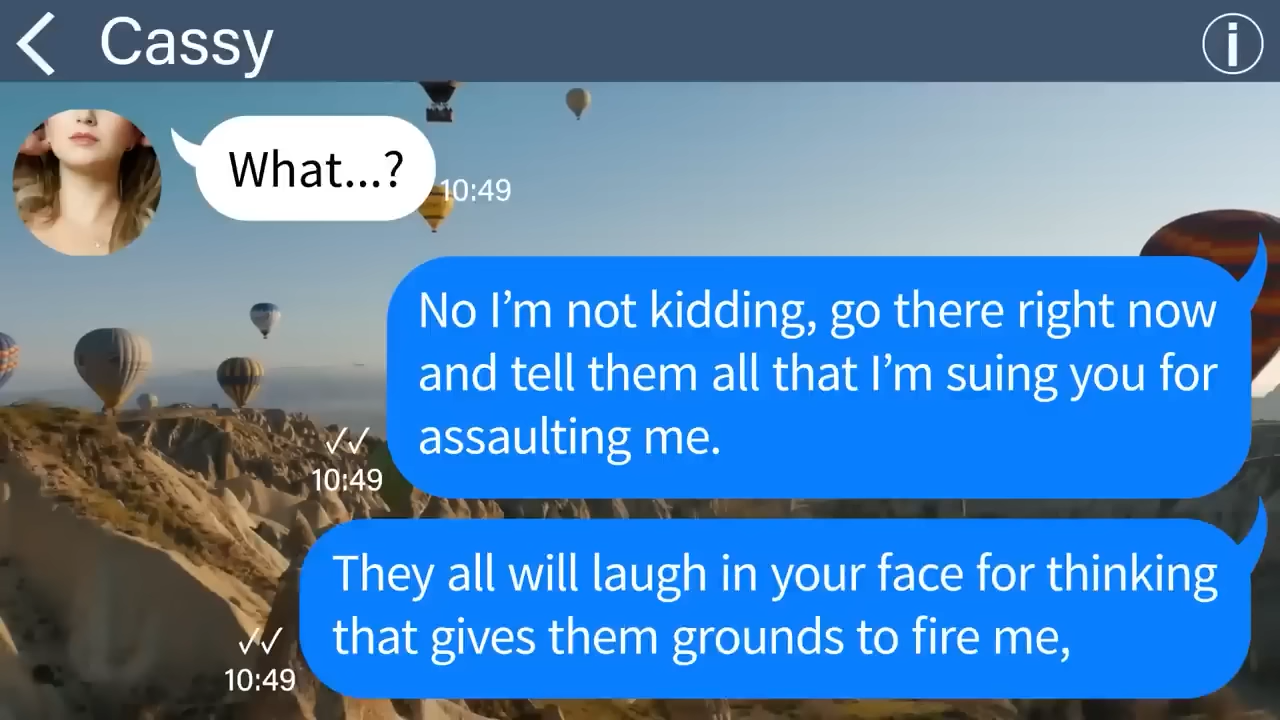 Cassy
What...?
10:49
No I’m not kidding, go there right now
and tell them all that I’m suing you for
assaulting me.
10:49
They all will laugh in your face for thinking
that gives them grounds to fire me,
10:49